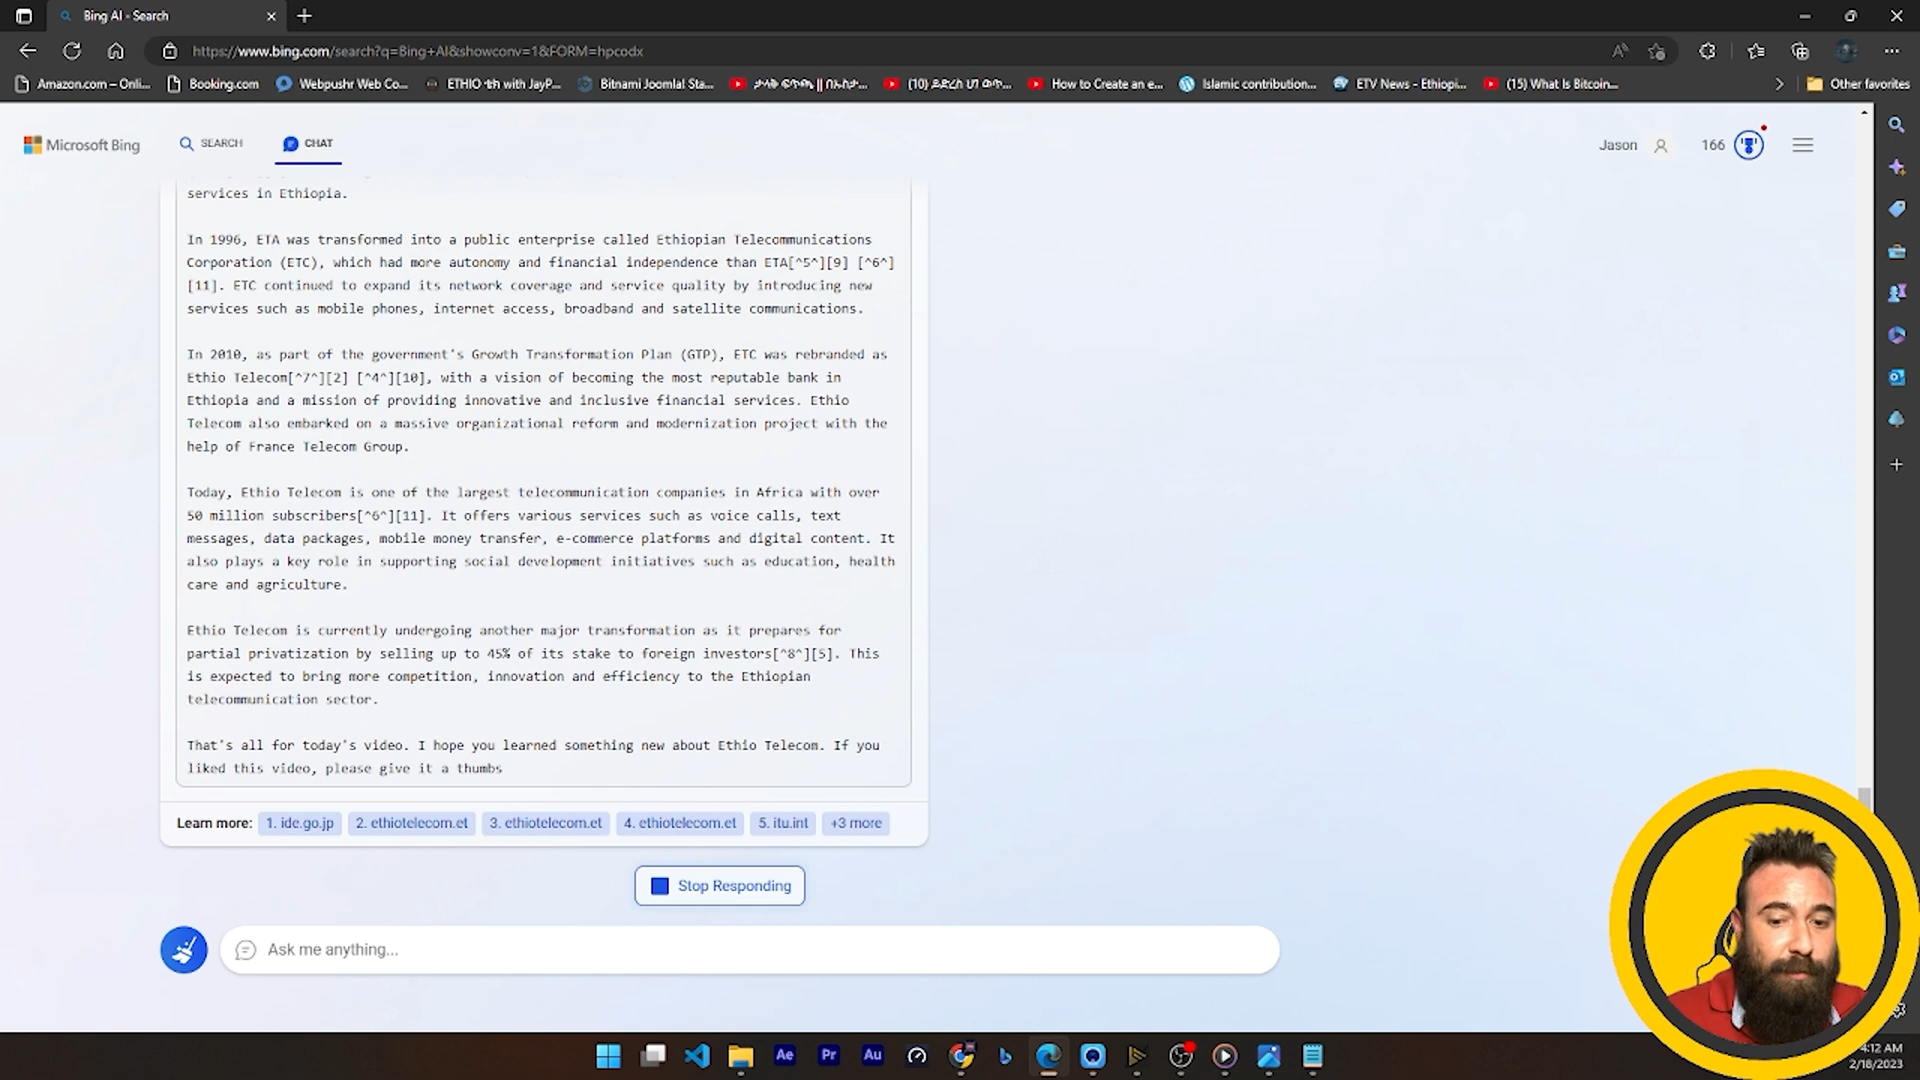 Bing AI - Search
https://www.bing.com/search?q=Bing+AI&showconv=1&FORM=hpcodx
Amazon.com – Onli...
Booking.com
Webpushr Web Co...
ETHIO ቴክ with JayP...
Bitnami Joomla! Sta...
How to Create an e...
Islamic contribution...
ETV News - Ethiopi...
(15) What Is Bitcoin...
Other favorites
Microsoft Bing
SEARCH
CHAT
Jason
166
services in Ethiopia.
In 1996, ETA was transformed into a public enterprise called Ethiopian Telecommunications
Corporation (ETC), which had more autonomy and financial independence than ETA[^5^][9] [^6^]
[11]. ETC continued to expand its network coverage and service quality by introducing new
services such as mobile phones, internet access, broadband and satellite communications.
In 2010, as part of the government's Growth Transformation Plan (GTP), ETC was rebranded as
Ethio Telecom[^7^][2] [^4^][10], with a vision of becoming the most reputable bank in
Ethiopia and a mission of providing innovative and inclusive financial services. Ethio
Telecom also embarked on a massive organizational reform and modernization project with the
help of France Telecom Group.
Today, Ethio Telecom is one of the largest telecommunication companies in Africa with over
50 million subscribers[^6^][11]. It offers various services such as voice calls, text
messages, data packages, mobile money transfer, e-commerce platforms and digital content. It
also plays a key role in supporting social development initiatives such as education, health
care and agriculture.
Ethio Telecom is currently undergoing another major transformation as it prepares for
partial privatization by selling up to 45% of its stake to foreign investors[^8^][5]. This
is expected to bring more competition, innovation and efficiency to the Ethiopian
telecommunication sector.
That's all for today's video. I hope you learned something new about Ethio Telecom. If you
liked this video, please give it a thumbs
Learn more:
1. ide.go.jp
2. ethiotelecom.et
3. ethiotelecom.et
4. ethiotelecom.et
5. itu.int
+3 more
Stop Responding
Ask me anything...
Ae
Pr
Au
4:12 AM
2/18/2023